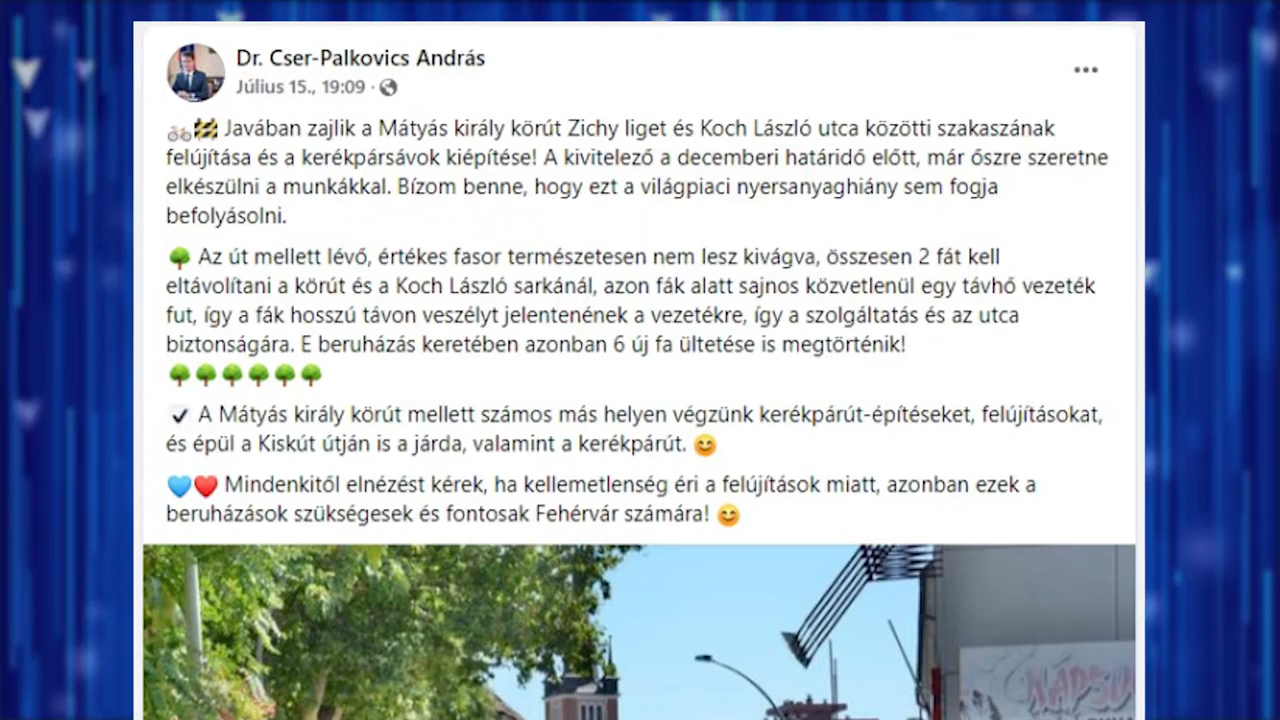 Dr. Cser-Palkovics András
Július 15., 19:09 ·
🚲🚧 Javában zajlik a Mátyás király körút Zichy liget és Koch László utca közötti szakaszának
felújítása és a kerékpársávok kiépítése! A kivitelező a decemberi határidő előtt, már őszre szeretne
elkészülni a munkákkal. Bízom benne, hogy ezt a világpiaci nyersanyaghiány sem fogja
befolyásolni.
🌳 Az út mellett lévő, értékes fasor természetesen nem lesz kivágva, összesen 2 fát kell
eltávolítani a körút és a Koch László sarkánál, azon fák alatt sajnos közvetlenül egy távhő vezeték
fut, így a fák hosszú távon veszélyt jelentenének a vezetékre, így a szolgáltatás és az utca
biztonságára. E beruházás keretében azonban 6 új fa ültetése is megtörténik!
🌳🌳🌳🌳🌳🌳
✔ A Mátyás király körút mellett számos más helyen végzünk kerékpárút-építéseket, felújításokat,
és épül a Kiskút útján is a járda, valamint a kerékpárút. 😊
💙❤️ Mindenkitől elnézést kérek, ha kellemetlenség éri a felújítások miatt, azonban ezek a
beruházások szükségesek és fontosak Fehérvár számára! 😊